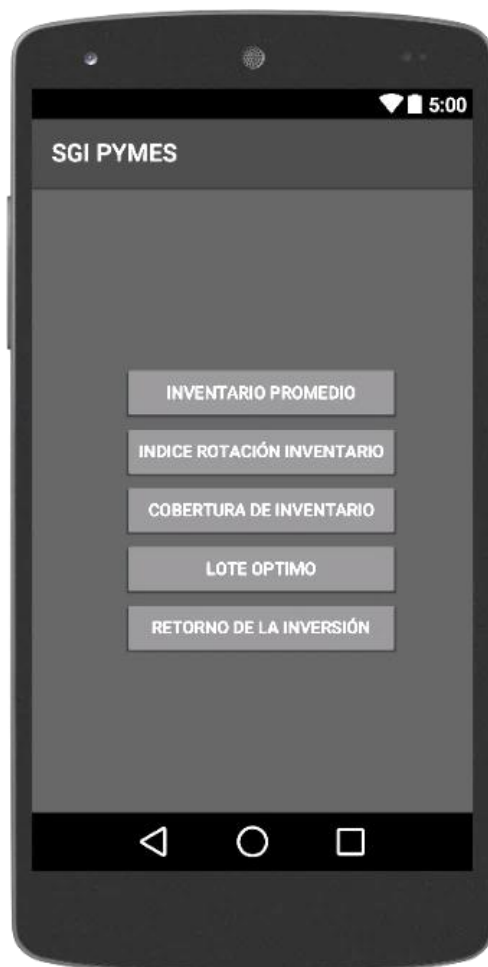 5:00
SGI PYMES
INVENTARIO PROMEDIO
INDICE ROTACIÓN INVENTARIO
COBERTURA DE INVENTARIO
LOTE OPTIMO
RETORNO DE LA INVERSIÓN